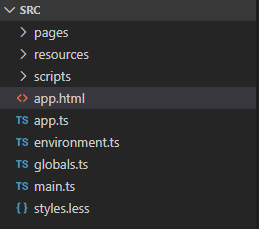 SRC
pages
resources
scripts
<> app.html
TS app.ts
TS environment.ts
TS globals.ts
TS main.ts
{ } styles.less